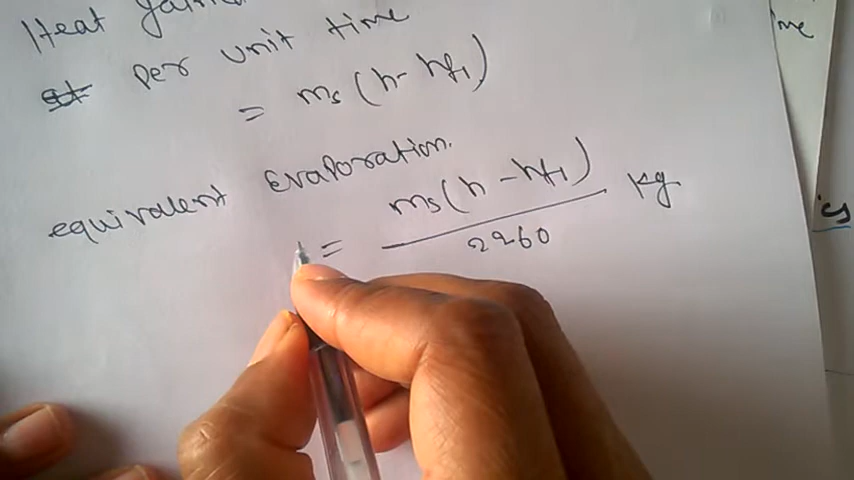 Heat
per unit time
= ms (h - hf1)
equivalent Evaporation.
= ms (h - hf1) / 2260 kg